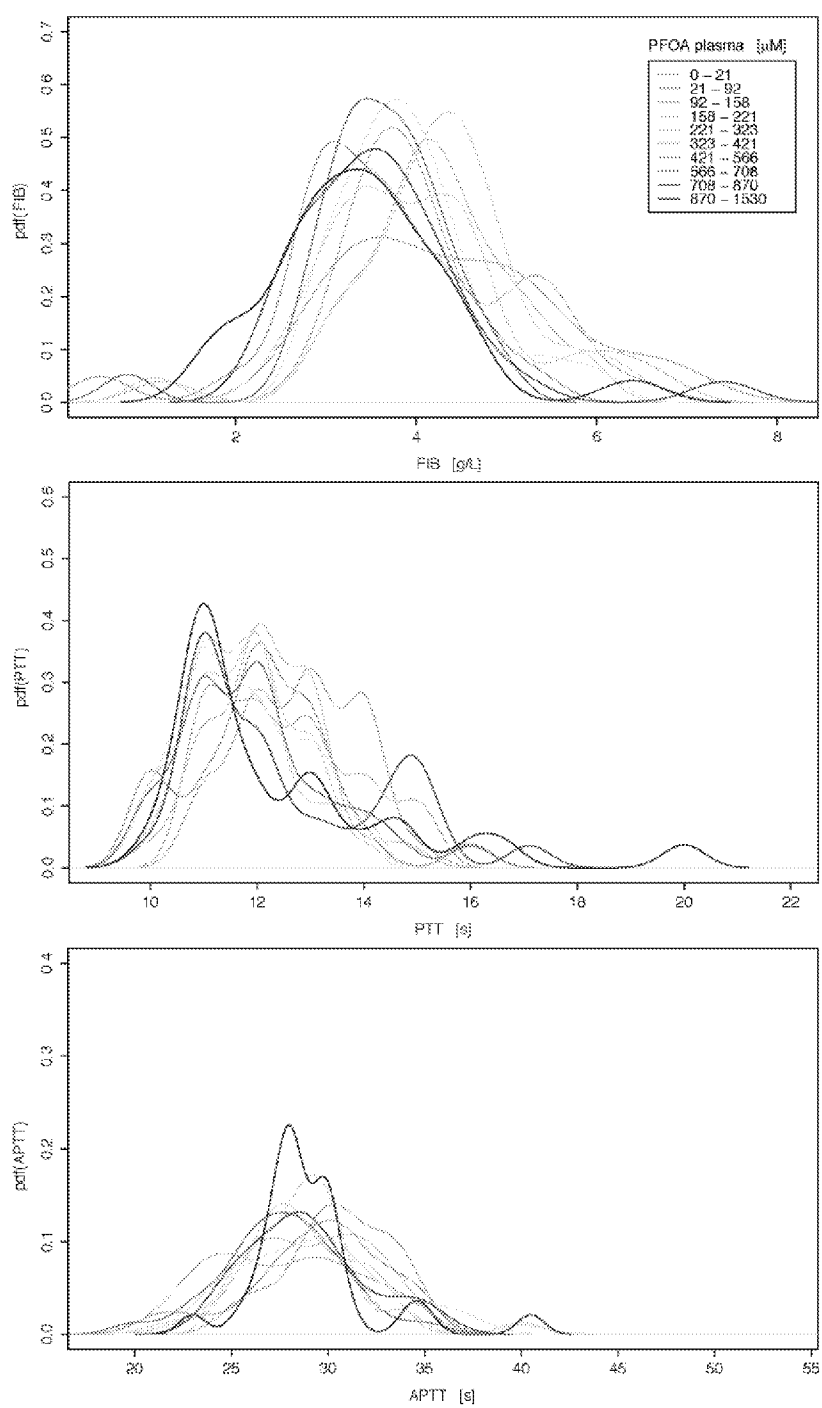 pdf(FIB)
0.0 0.1 0.2 0.3 0.4 0.5 0.6 0.7
PFOA plasma [µM]
0 – 21
21 – 92
92 – 158
158 – 221
221 – 323
323 – 421
421 – 566
566 – 708
708 – 870
870 – 1530
2 4 6 8
FIB [g/L]
pdf(PTT)
0.0 0.1 0.2 0.3 0.4 0.5 0.6
10 12 14 16 18 20 22
PTT [s]
pdf(APTT)
0.0 0.1 0.2 0.3 0.4
20 25 30 35 40 45 50 55
APTT [s]